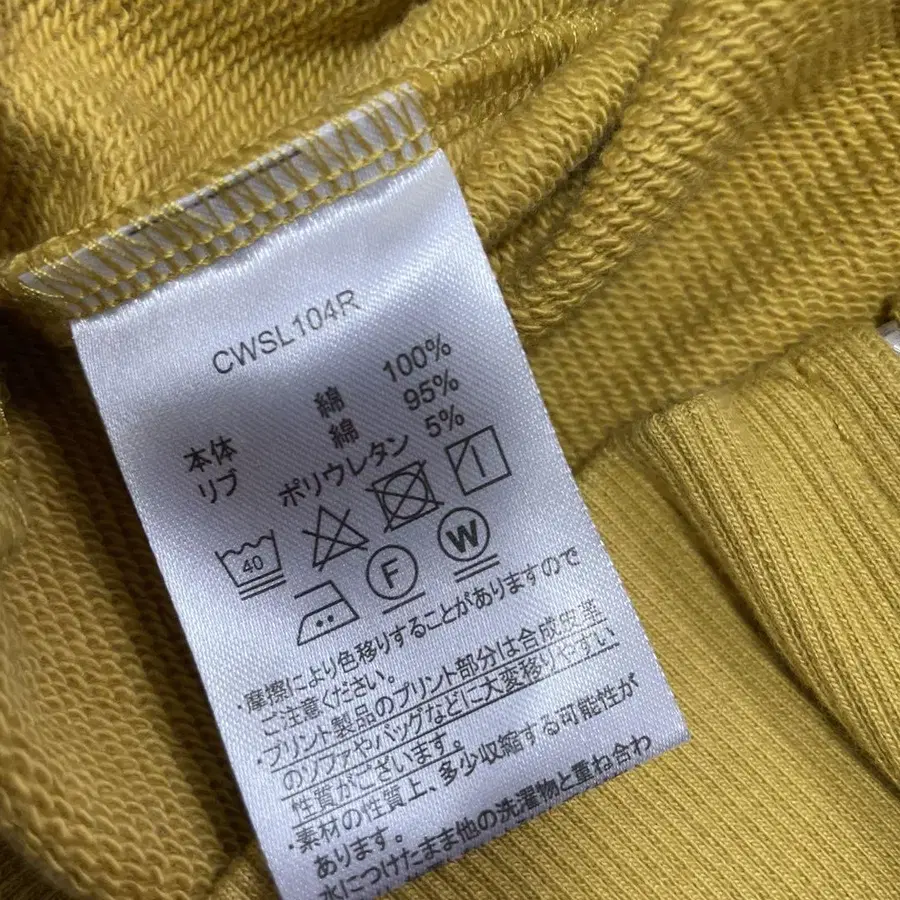 CWSL104R
本体 綿 100%
リブ 綿 95%
ポリウレタン 5%
40
F W
・摩擦により色移りすることがありますので
ご注意ください。
・プリント製品のプリント部分は合成皮革
のソファやバッグなどに大変移りやすい
性質がございます。
・素材の性質上、多少収縮する可能性が
あります。
水につけたまま他の洗濯物と重ね合わ